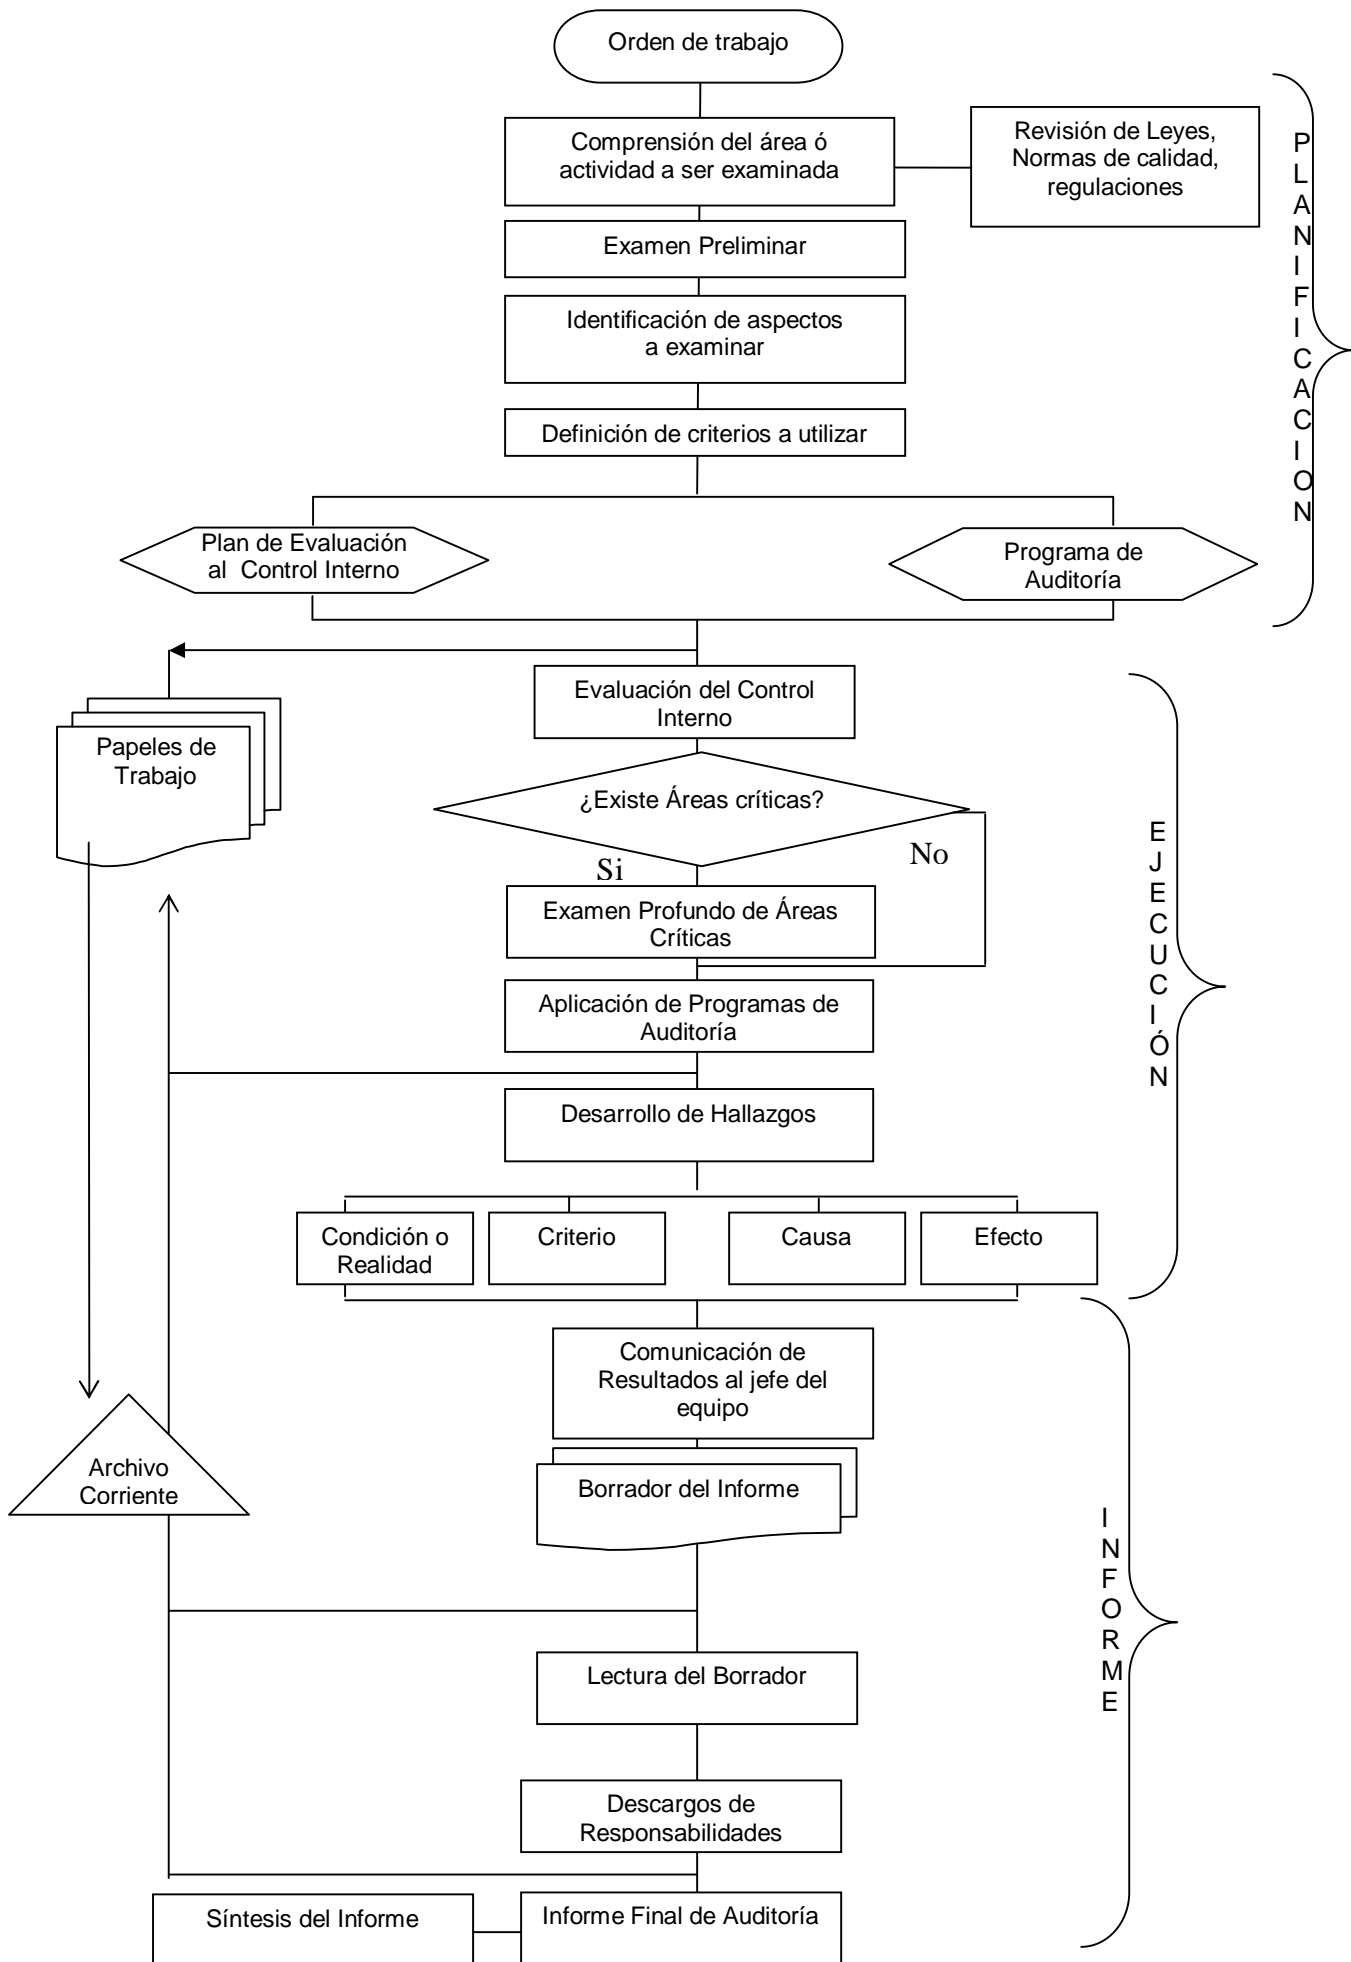 Orden de trabajo
Comprensión del área ó
actividad a ser examinada
Revisión de Leyes,
Normas de calidad,
regulaciones
Examen Preliminar
Identificación de aspectos
a examinar
Definición de criterios a utilizar
Plan de Evaluación
al Control Interno
Programa de
Auditoría
PLANIFICACION
Evaluación del Control
Interno
Papeles de
Trabajo
¿Existe Áreas críticas?
No
Si
Examen Profundo de Áreas
Críticas
Aplicación de Programas de
Auditoría
Desarrollo de Hallazgos
Condición o
Realidad
Criterio
Causa
Efecto
EJECUCIÓN
Comunicación de
Resultados al jefe del
equipo
Borrador del Informe
Archivo
Corriente
Lectura del Borrador
Descargos de
Responsabilidades
Síntesis del Informe
Informe Final de Auditoría
INFORME